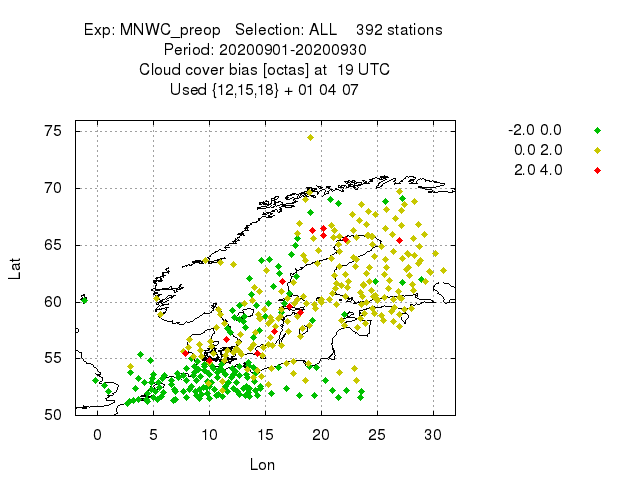 Exp: MNWC_preop   Selection: ALL    392 stations
Period: 20200901-20200930
Cloud cover bias [octas] at  19 UTC
Used {12,15,18} + 01 04 07
-2.0 0.0
0.0 2.0
2.0 4.0
75
70
65
60
55
50
Lat
0 5 10 15 20 25 30
Lon